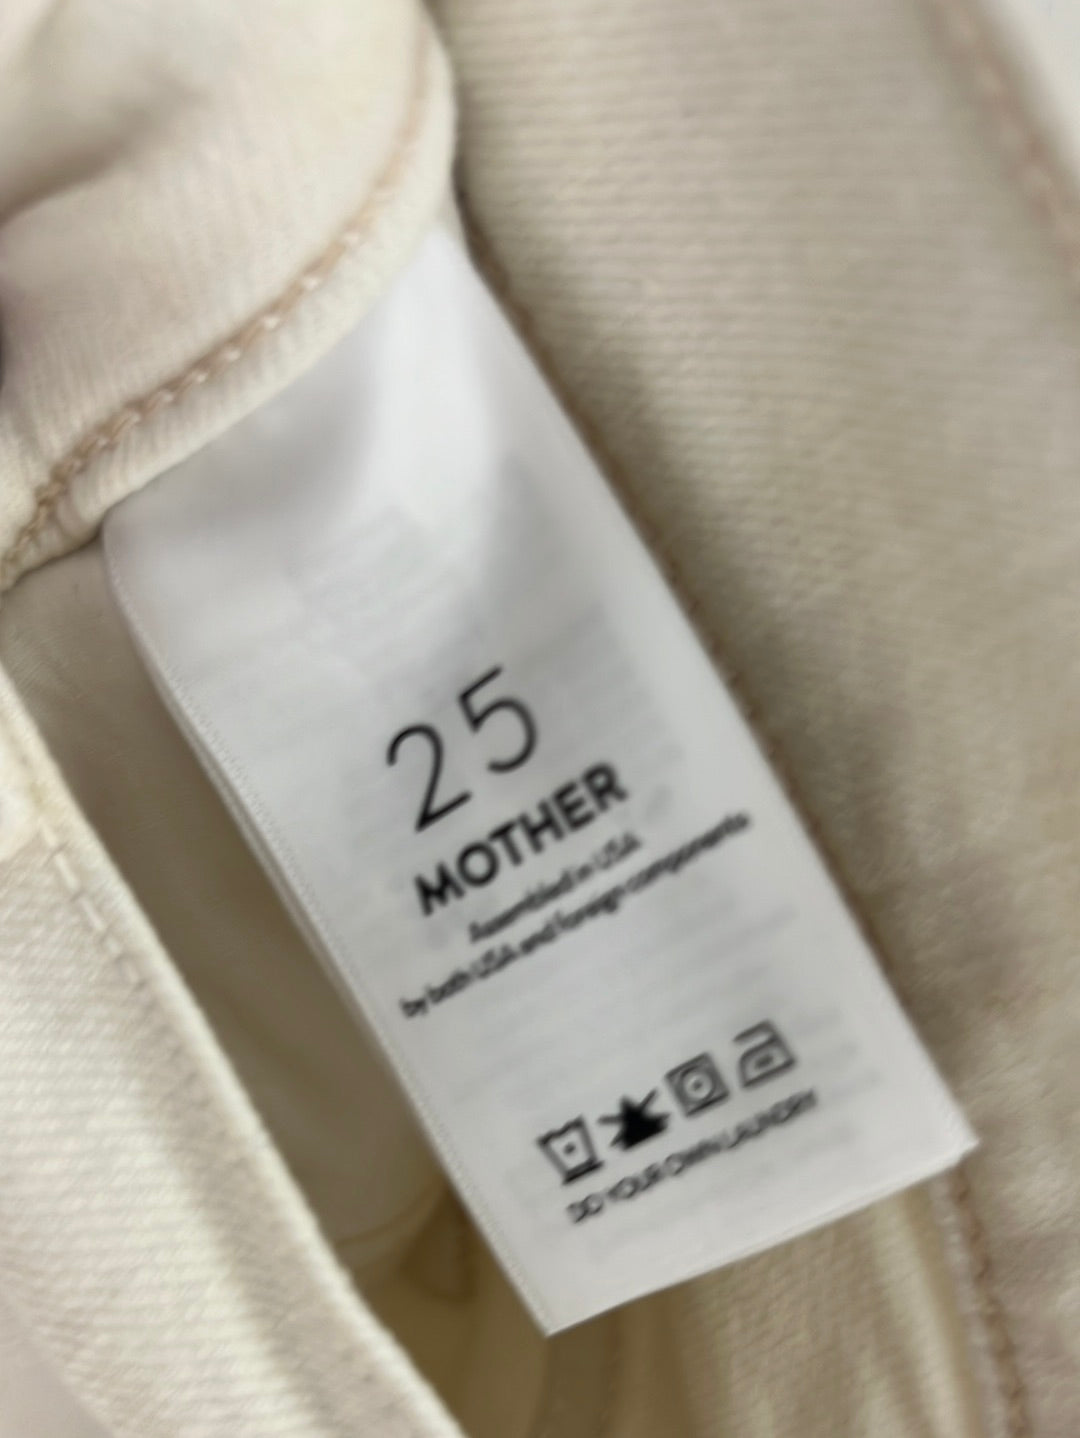 25
MOTHER
Assembled in USA
by both USA and foreign components
DO YOUR OWN LAUNDRY